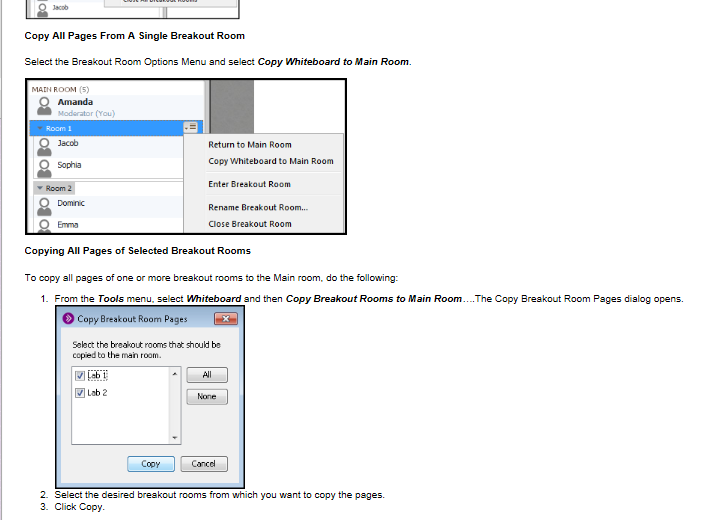 Jacob
Copy All Pages From A Single Breakout Room
Select the Breakout Room Options Menu and select Copy Whiteboard to Main Room.
MAIN ROOM (5)
Amanda
Moderator (You)
Room 1
Jacob
Sophia
Room 2
Dominic
Emma
Return to Main Room
Copy Whiteboard to Main Room
Enter Breakout Room
Rename Breakout Room...
Close Breakout Room
Copying All Pages of Selected Breakout Rooms
To copy all pages of one or more breakout rooms to the Main room, do the following:
1. From the Tools menu, select Whiteboard and then Copy Breakout Rooms to Main Room….The Copy Breakout Room Pages dialog opens.
Copy Breakout Room Pages
Select the breakout rooms that should be
copied to the main room.
Lab 1
Lab 2
All
None
Copy
Cancel
2. Select the desired breakout rooms from which you want to copy the pages.
3. Click Copy.